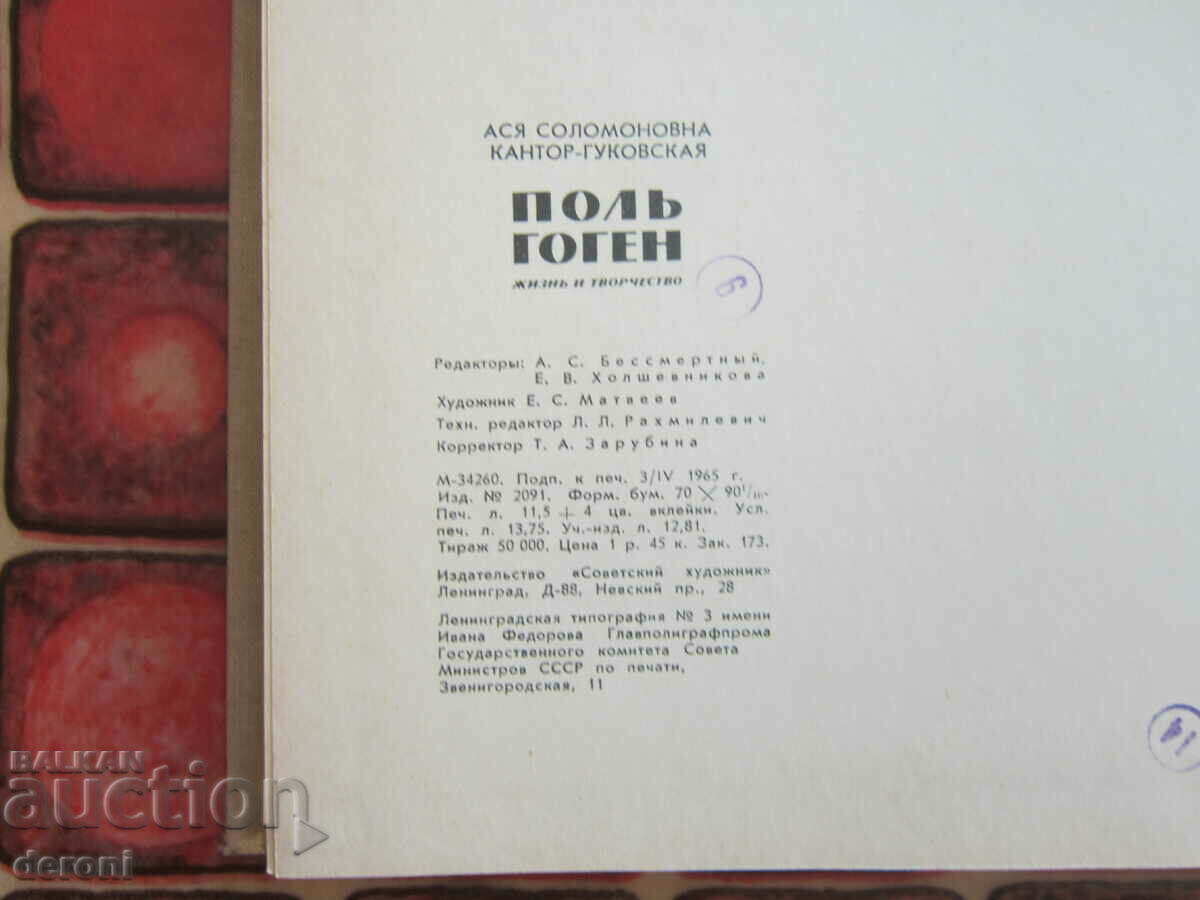 АСЯ СОЛОМОНОВНА
КАНТОР-ГУКОВСКАЯ
ПОЛЬ
ГОГЕН
ЖИЗНЬ И ТВОРЧЕСТВО
Редакторы: А. С. Бессмертный,
Е. В. Холшевникова
Художник Е. С. Матвеев
Техн. редактор Л. Л. Рахмилевич
Корректор Т. А. Зарубина
М-34260. Подп. к печ. 3/IV 1965 г.
Изд. № 2091. Форм. бум. 70 × 90¹/₁₆.
Печ. л. 11,5 + 4 цв. вклейки. Усл.
печ. л. 13,75. Уч.-изд. л. 12,81.
Тираж 50 000. Цена 1 р. 45 к. Зак. 173.
Издательство «Советский художник»
Ленинград, Д-88, Невский пр., 28
Ленинградская типография № 3 имени
Ивана Федорова Главполиграфпрома
Государственного комитета Совета
Министров СССР по печати,
Звенигородская, 11
14
BALKAN
auction
deroni